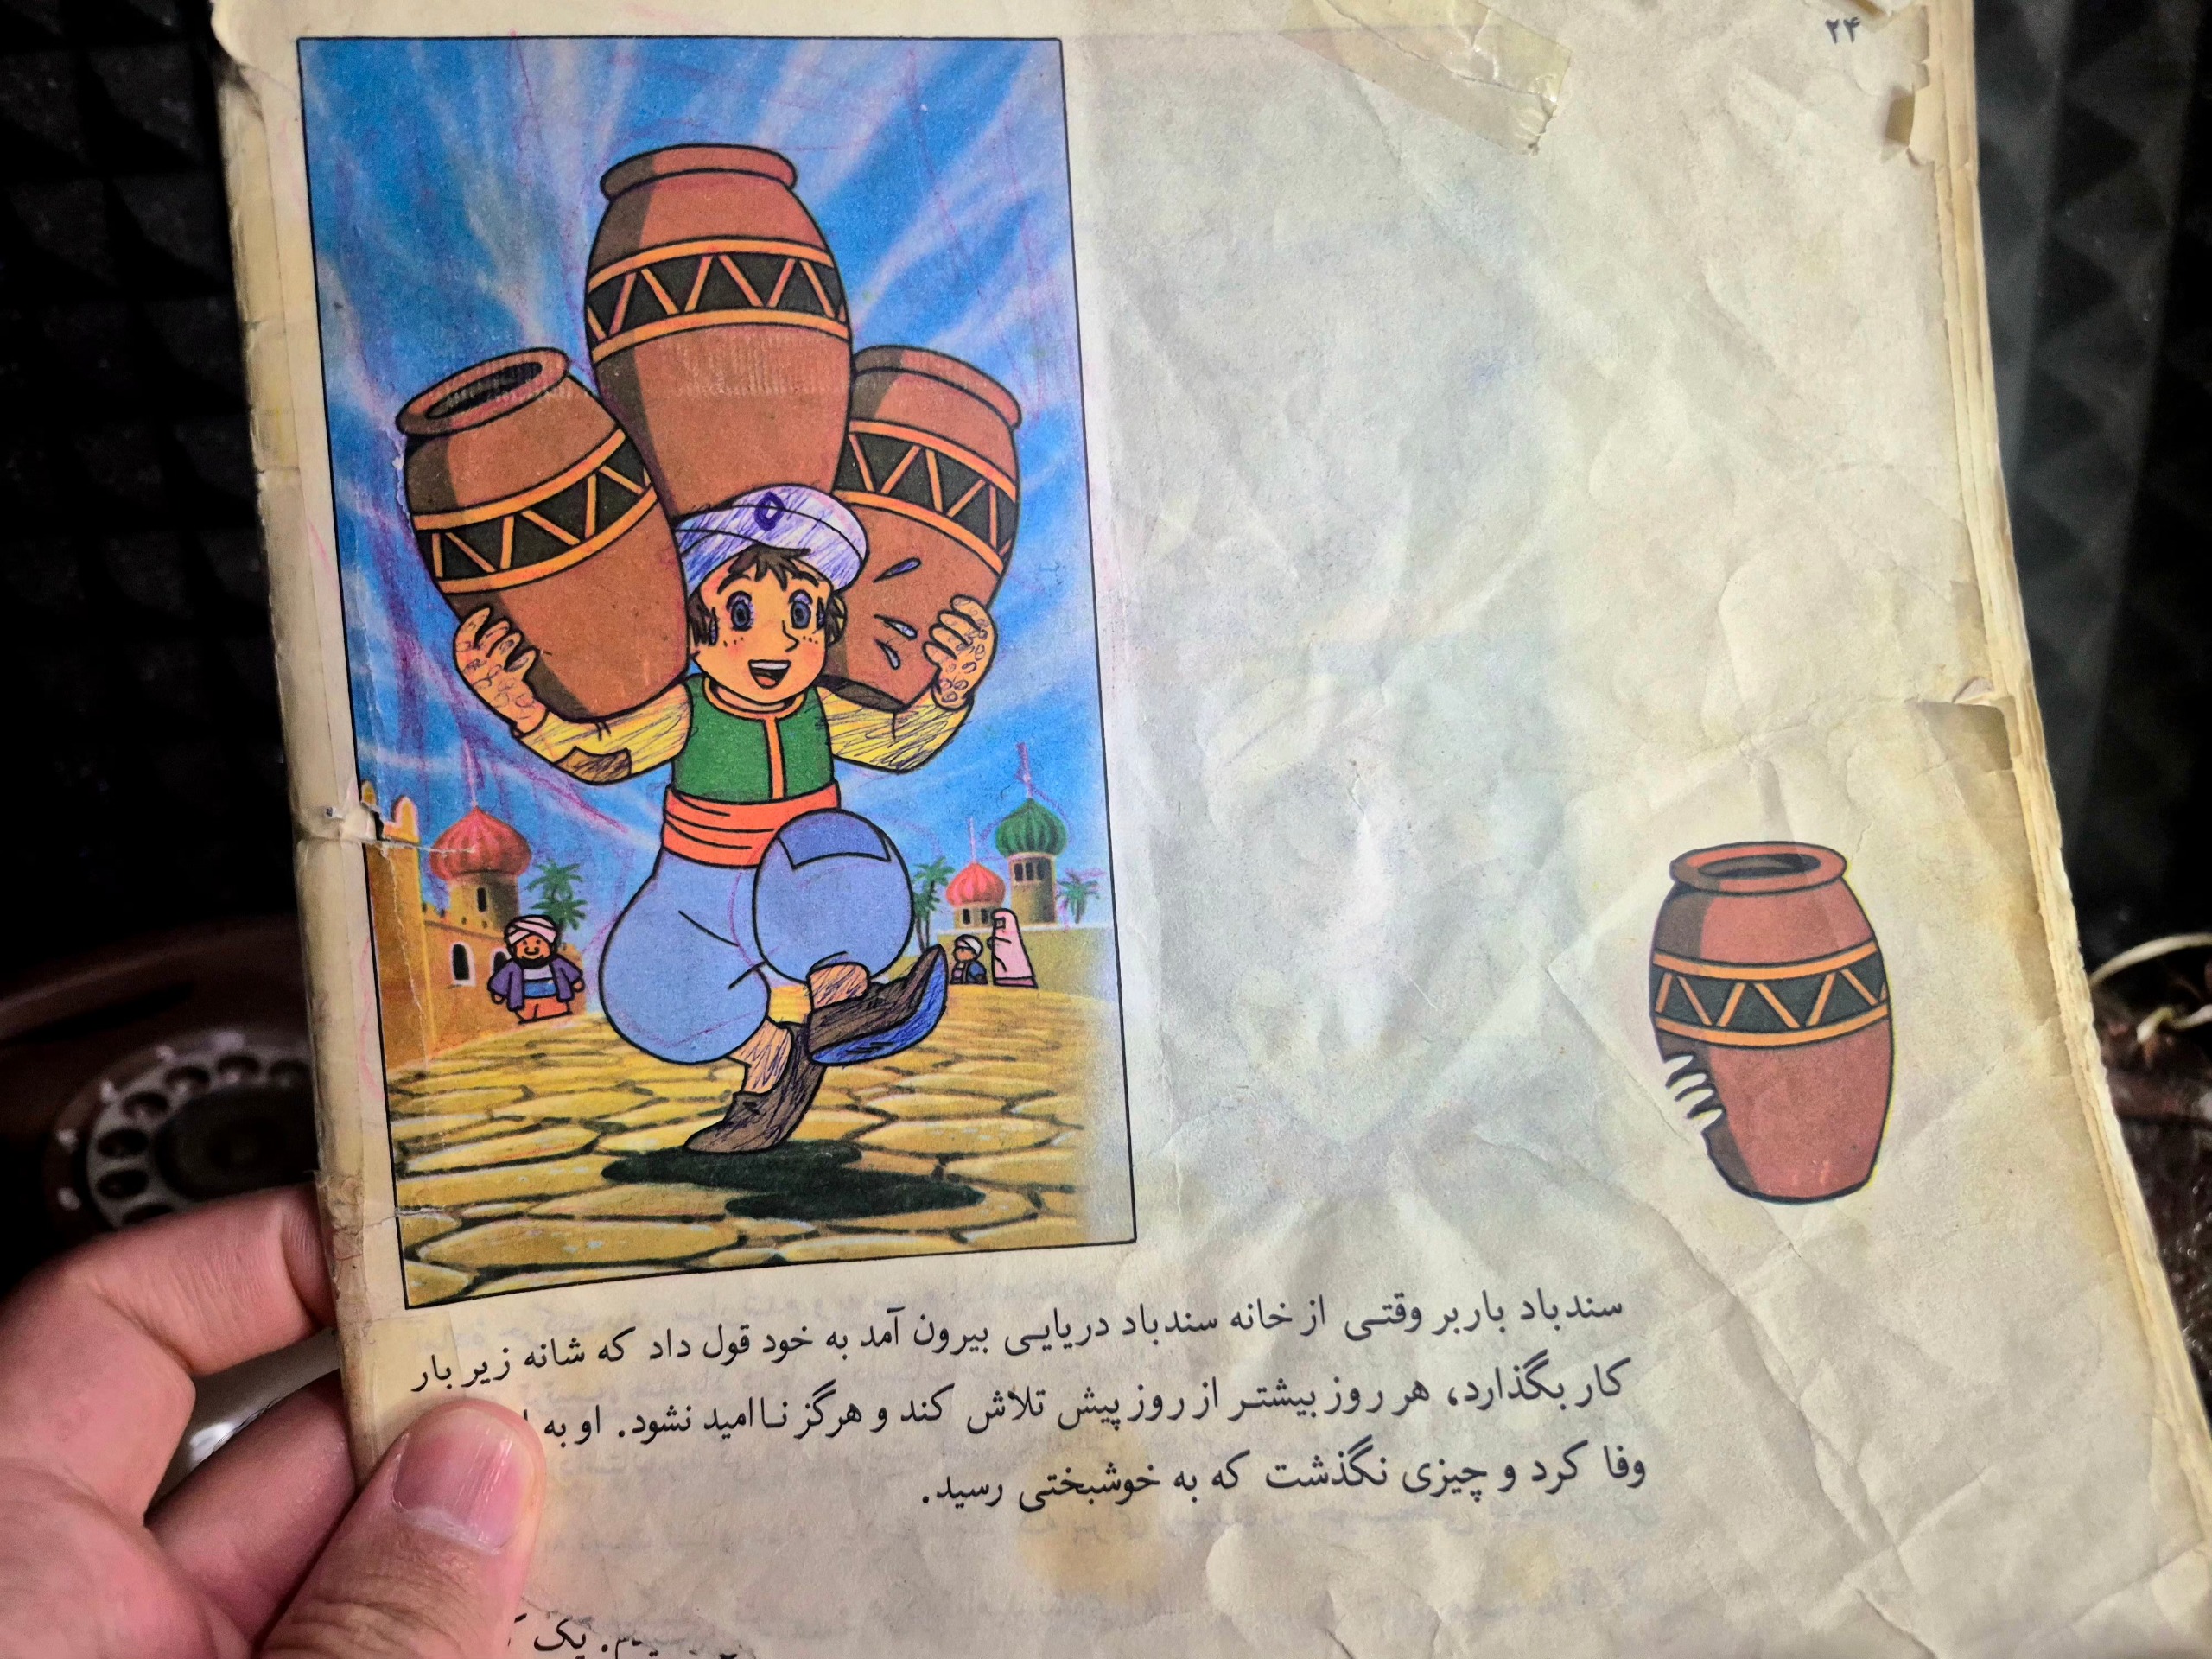 ۲۴
سندباد باربر وقتی از خانه سندباد دریایی بیرون آمد به خود قول داد که شانه زیر بار
کار بگذارد، هر روز بیشتر از روز پیش تلاش کند و هرگز ناامید نشود. او به
وفا کرد و چیزی نگذشت که به خوشبختی رسید.
یک